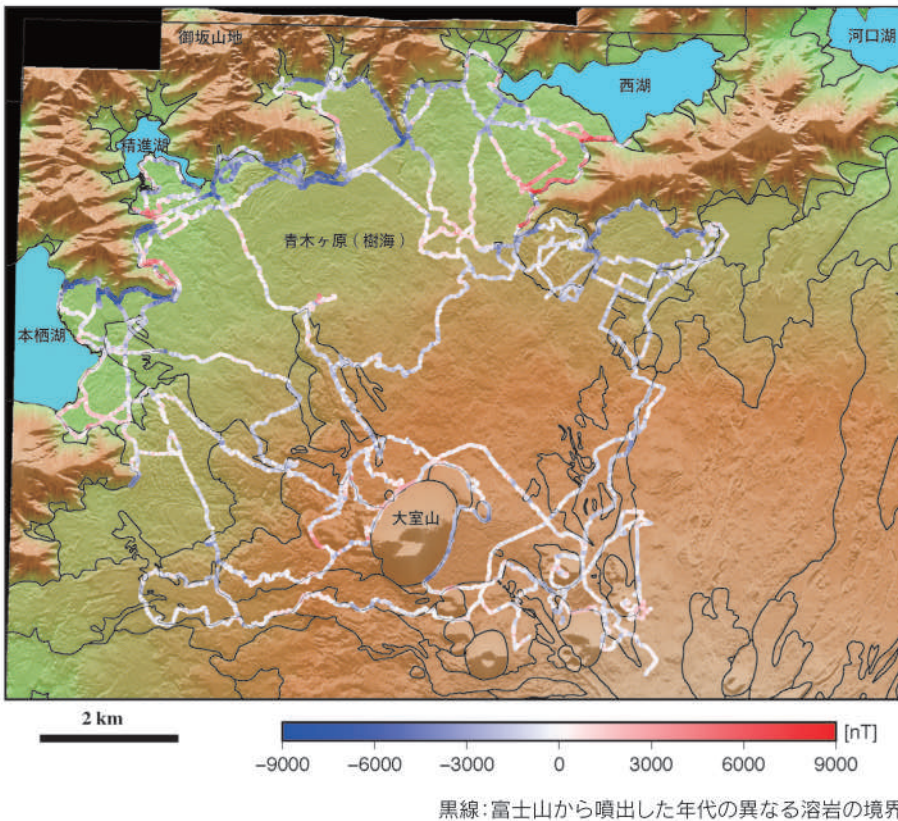 御坂山地
河口湖
西湖
精進湖
青木ヶ原（樹海）
本栖湖
大室山
2 km
[nT]
−9000 −6000 −3000 0 3000 6000 9000
黒線：富士山から噴出した年代の異なる溶岩の境界